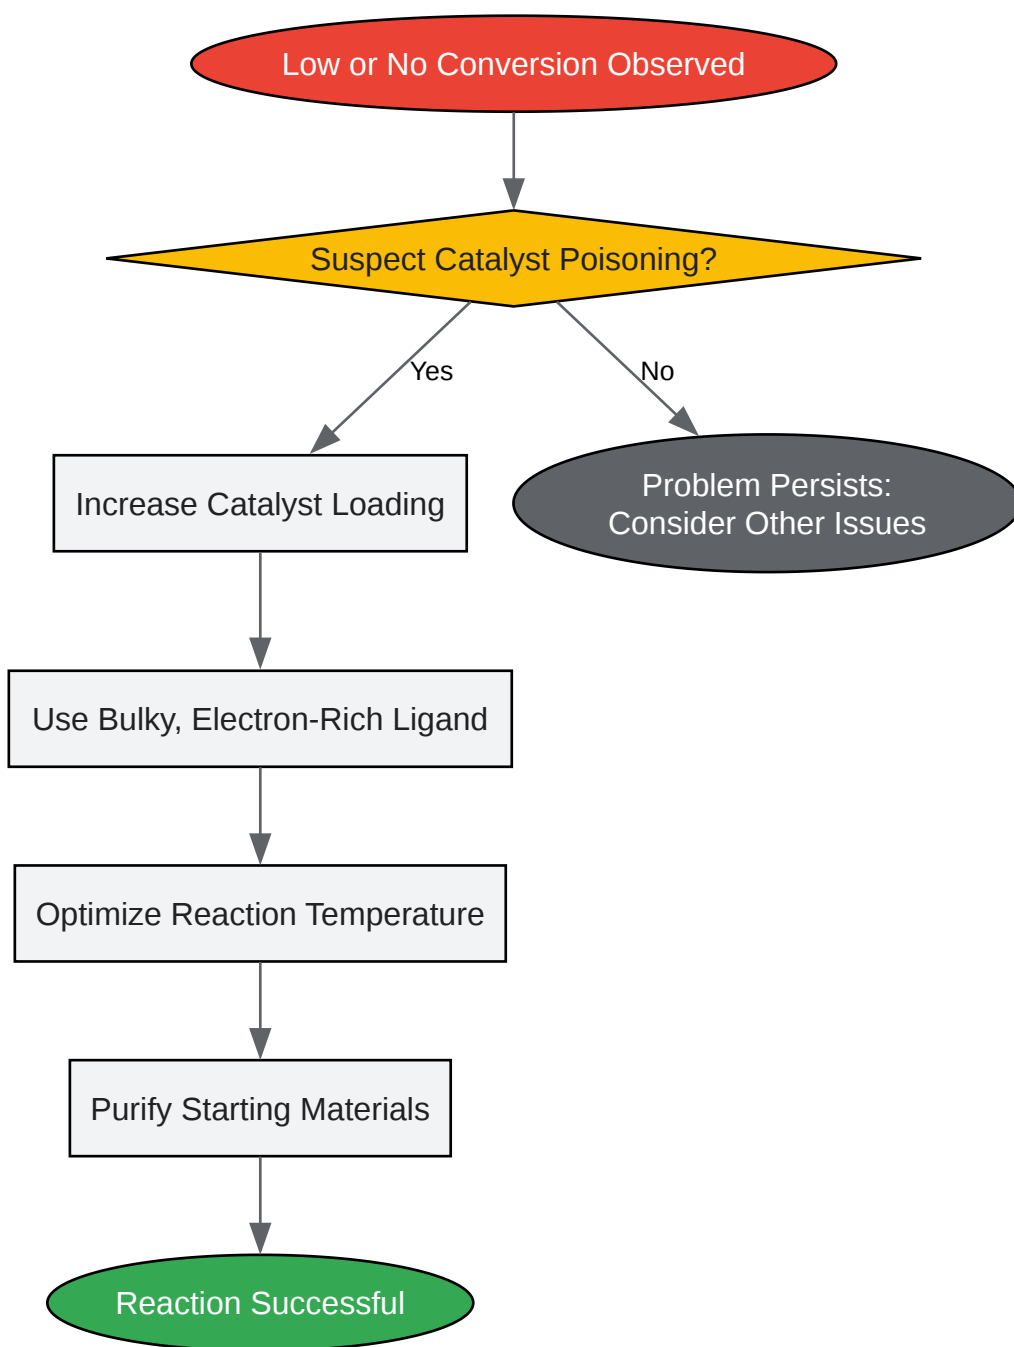 Low or No Conversion Observed
Suspect Catalyst Poisoning?
Yes
No
Increase Catalyst Loading
Problem Persists:
Consider Other Issues
Use Bulky, Electron-Rich Ligand
Optimize Reaction Temperature
Purify Starting Materials
Reaction Successful